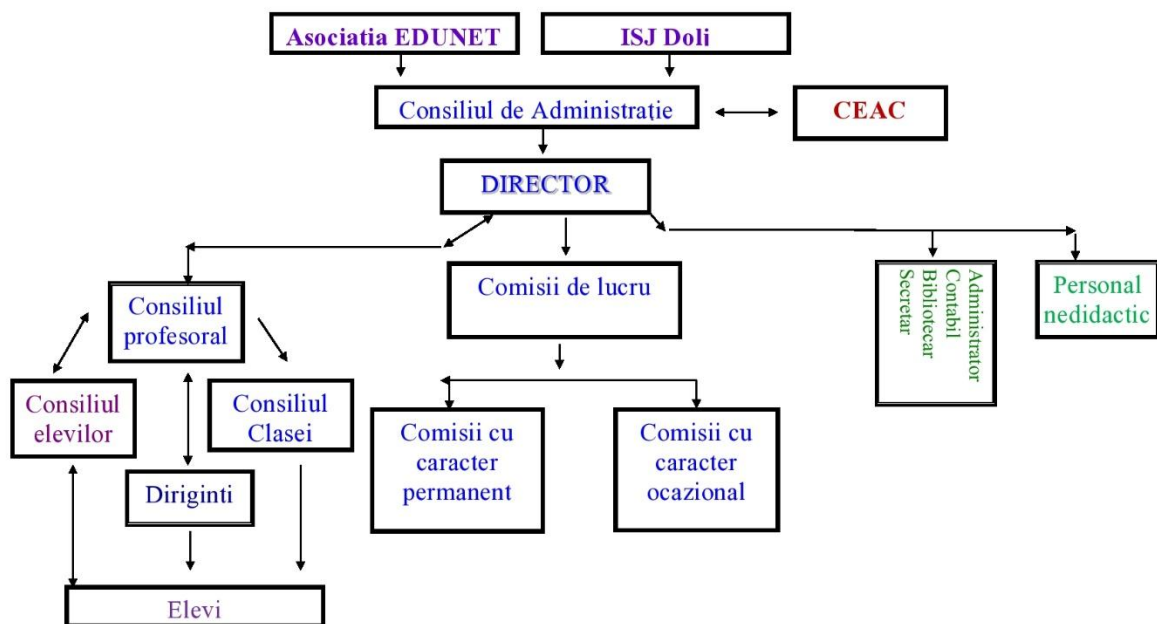 Asociatia EDUNET
ISJ Dolj
Consiliul de Administrație
CEAC
DIRECTOR
Consiliul
profesoral
Comisii de lucru
Administrator
Contabil
Bibliotecar
Secretar
Personal
nedidactic
Consiliul
elevilor
Consiliul
Clasei
Diriginti
Comisii cu
caracter
permanent
Comisii cu
caracter
ocazional
Elevi